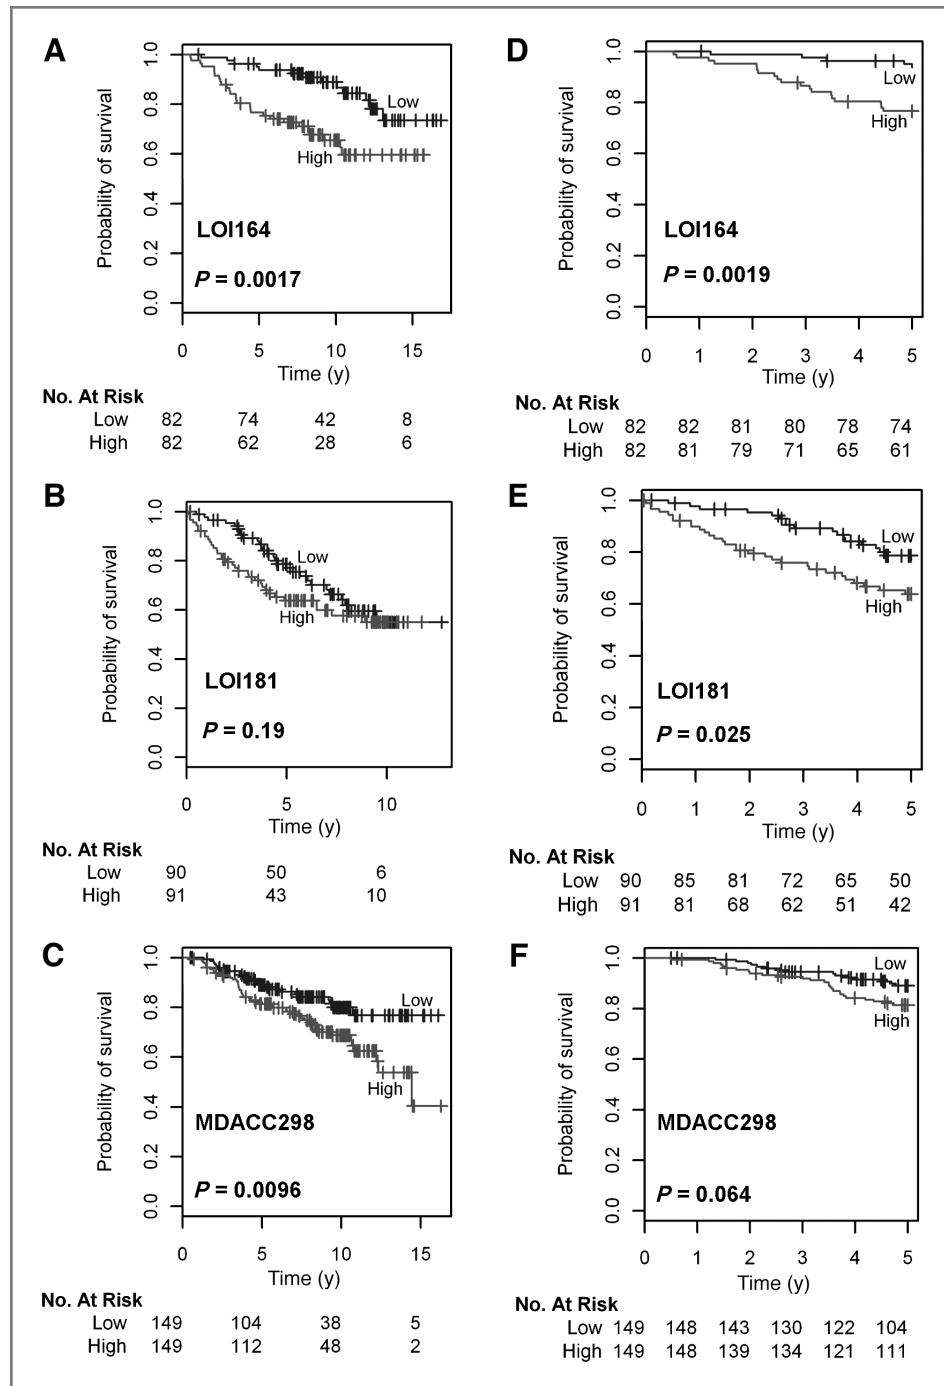 A
Probability of survival
1.0
0.8
0.6
0.4
0.2
0.0
Low
High
LOI164
P = 0.0017
0 5 10 15
Time (y)
No. At Risk
Low 82 74 42 8
High 82 62 28 6
D
Probability of survival
1.0
0.8
0.6
0.4
0.2
0.0
Low
High
LOI164
P = 0.0019
0 1 2 3 4 5
Time (y)
No. At Risk
Low 82 82 81 80 78 74
High 82 81 79 71 65 61
B
Probability of survival
1.0
0.8
0.6
0.4
0.2
0.0
Low
High
LOI181
P = 0.19
0 5 10
Time (y)
No. At Risk
Low 90 50 6
High 91 43 10
E
Probability of survival
1.0
0.8
0.6
0.4
0.2
0.0
Low
High
LOI181
P = 0.025
0 1 2 3 4 5
Time (y)
No. At Risk
Low 90 85 81 72 65 50
High 91 81 68 62 51 42
C
Probability of survival
1.0
0.8
0.6
0.4
0.2
0.0
Low
High
MDACC298
P = 0.0096
0 5 10 15
Time (y)
No. At Risk
Low 149 104 38 5
High 149 112 48 2
F
Probability of survival
1.0
0.8
0.6
0.4
0.2
0.0
Low
High
MDACC298
P = 0.064
0 1 2 3 4 5
Time (y)
No. At Risk
Low 149 148 143 130 122 104
High 149 148 139 134 121 111